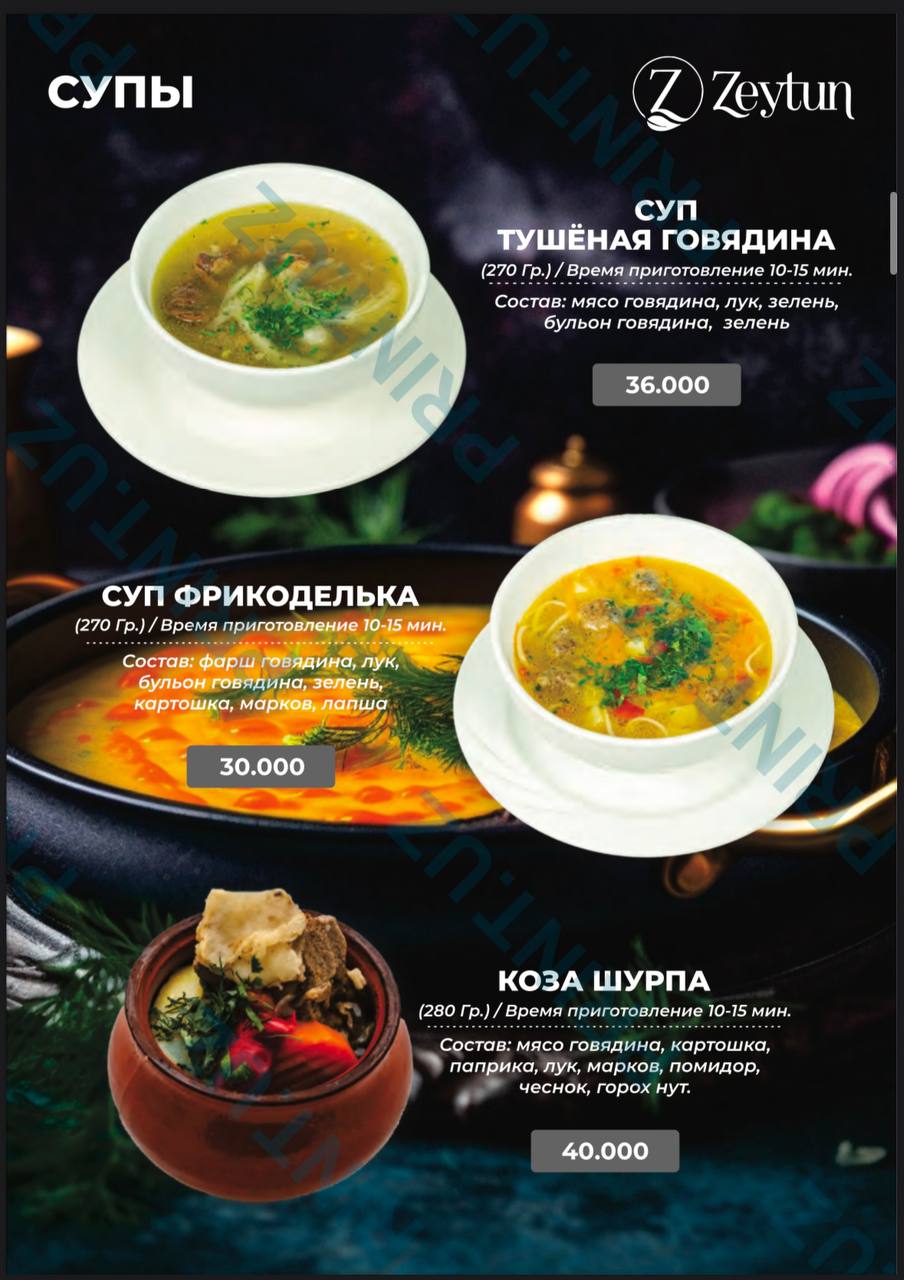 СУПЫ
Zeytun
СУП
ТУШЁНАЯ ГОВЯДИНА
(270 Гр.) / Время приготовление 10-15 мин.
Состав: мясо говядина, лук, зелень,
бульон говядина, зелень
36.000
СУП ФРИКОДЕЛЬКА
(270 Гр.) / Время приготовление 10-15 мин.
Состав: фарш говядина, лук,
бульон говядина, зелень,
картошка, марков, лапша
30.000
КОЗА ШУРПА
(280 Гр.) / Время приготовление 10-15 мин.
Состав: мясо говядина, картошка,
паприка, лук, марков, помидор,
чеснок, горох нут.
40.000
PRINT.UZ